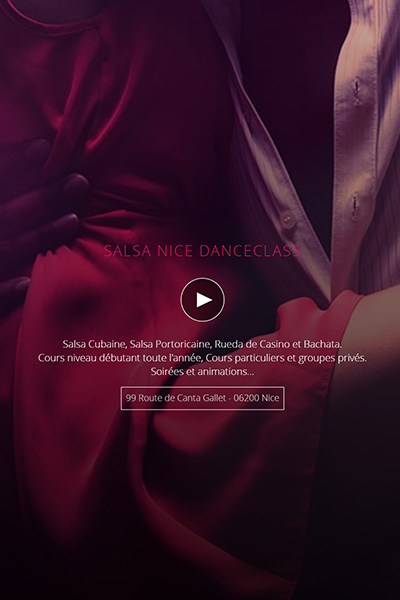 SALSA NICE DANCECLASS
Salsa Cubaine, Salsa Portoricaine, Rueda de Casino et Bachata.
Cours niveau débutant toute l'année, Cours particuliers et groupes privés.
Soirées et animations...
99 Route de Canta Gallet - 06200 Nice